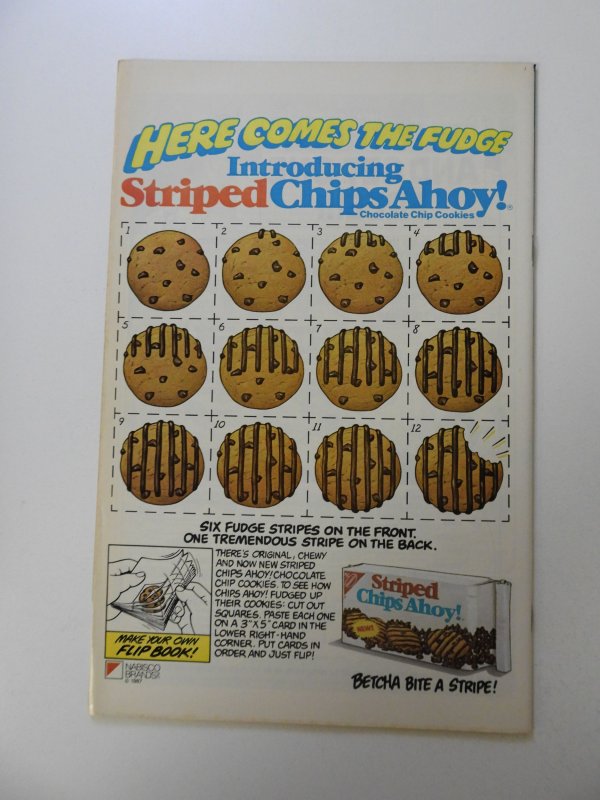 HERE COMES THE FUDGE
Introducing
Striped Chips Ahoy!®
Chocolate Chip Cookies
1 2 3 4
5 6 7 8
9 10 11 12
SIX FUDGE STRIPES ON THE FRONT.
ONE TREMENDOUS STRIPE ON THE BACK.
THERE'S ORIGINAL, CHEWY
AND NOW NEW STRIPED
CHIPS AHOY! CHOCOLATE
CHIP COOKIES. TO SEE HOW
CHIPS AHOY! FUDGED UP
THEIR COOKIES: CUT OUT
SQUARES. PASTE EACH ONE
ON A 3"X5" CARD IN THE
LOWER RIGHT-HAND
CORNER. PUT CARDS IN
ORDER AND JUST FLIP!
MAKE YOUR OWN
FLIP BOOK!
Striped
Chips Ahoy!
NEW!
BETCHA BITE A STRIPE!
NABISCO
BRANDS
© 1987